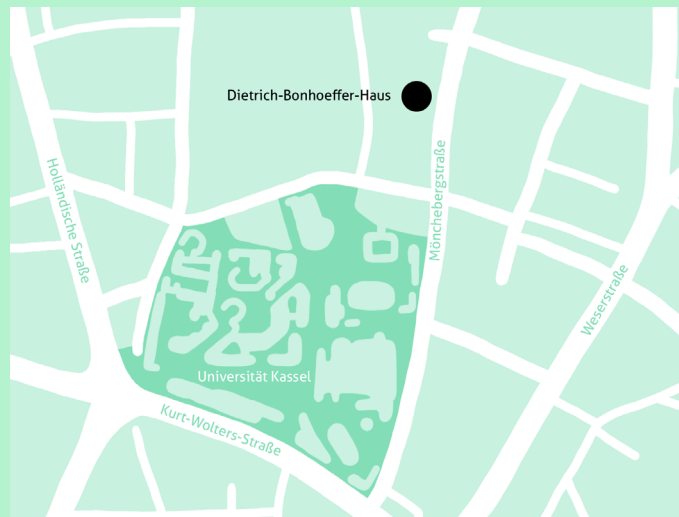 Dietrich-Bonhoeffer-Haus
Holländische Straße
Mönchebergstraße
Weserstraße
Universität Kassel
Kurt-Wolters-Straße